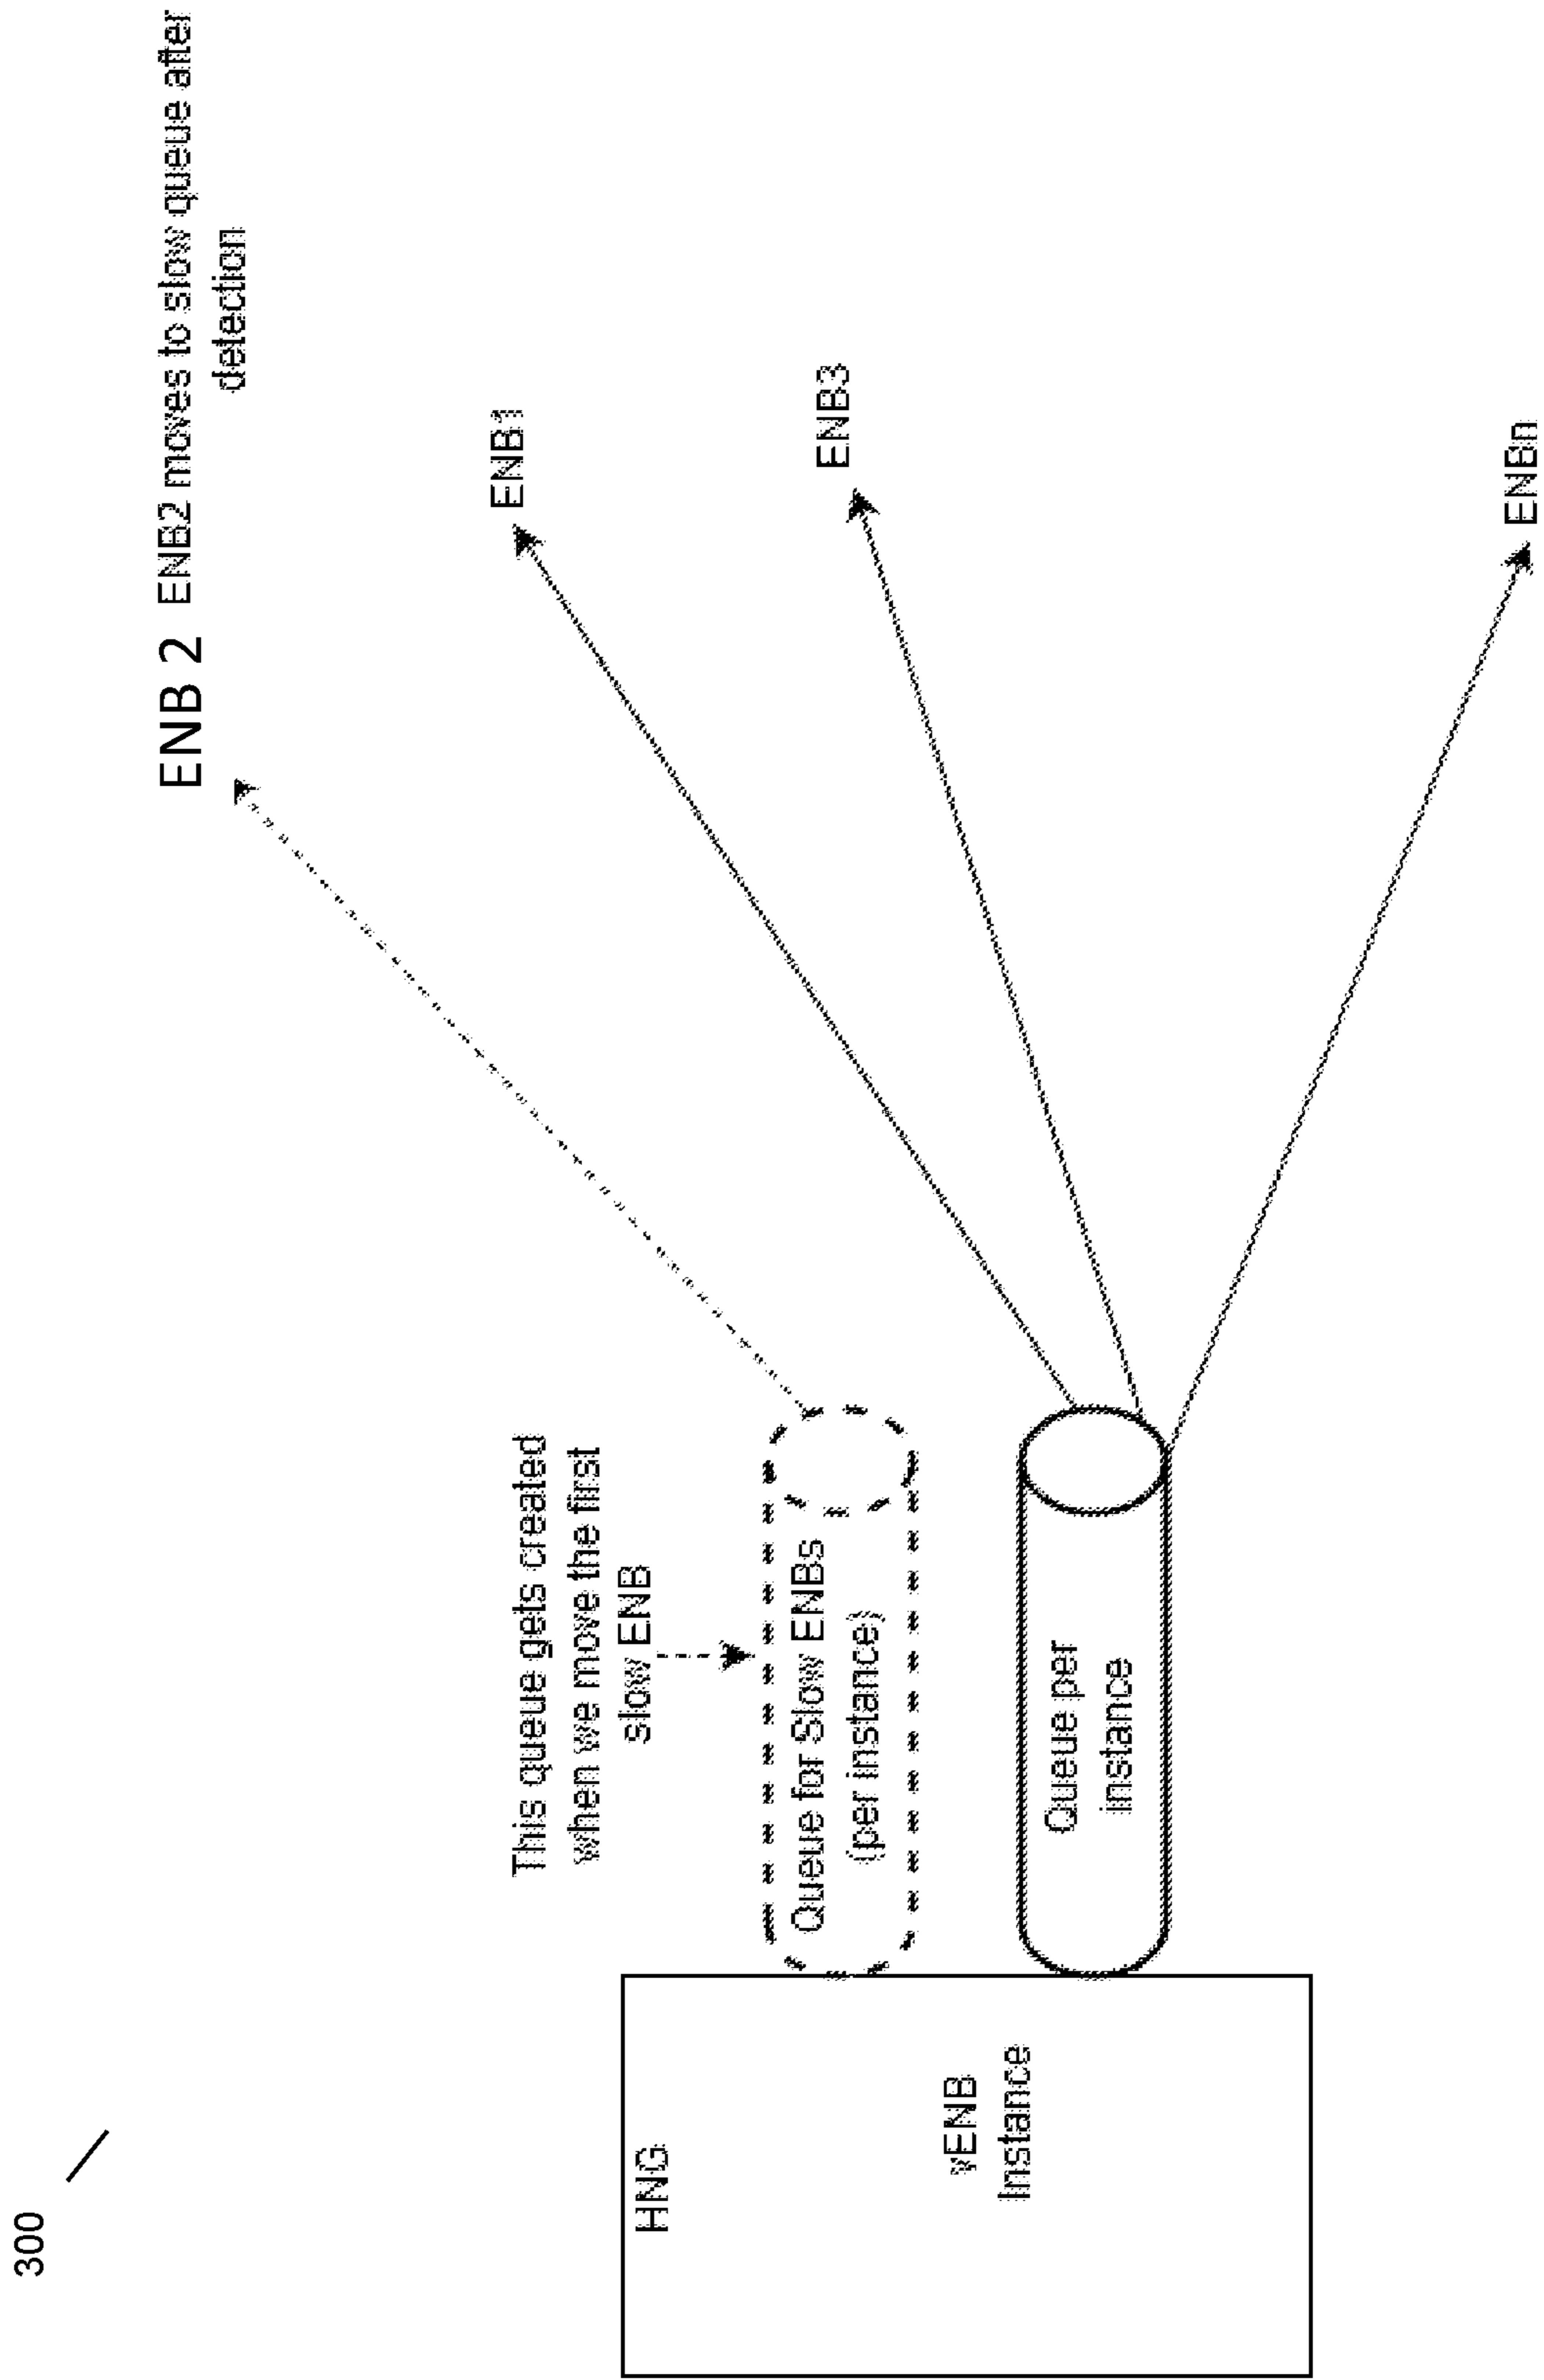 300
ENB 2 ENB2 moves to slow queue after
detection
ENB1
This queue gets created
when we move the first
slow ENB
HNG
Queue for Slow ENBs
(per instance)
ENB3
vENB
Instance
Queue per
instance
ENBn